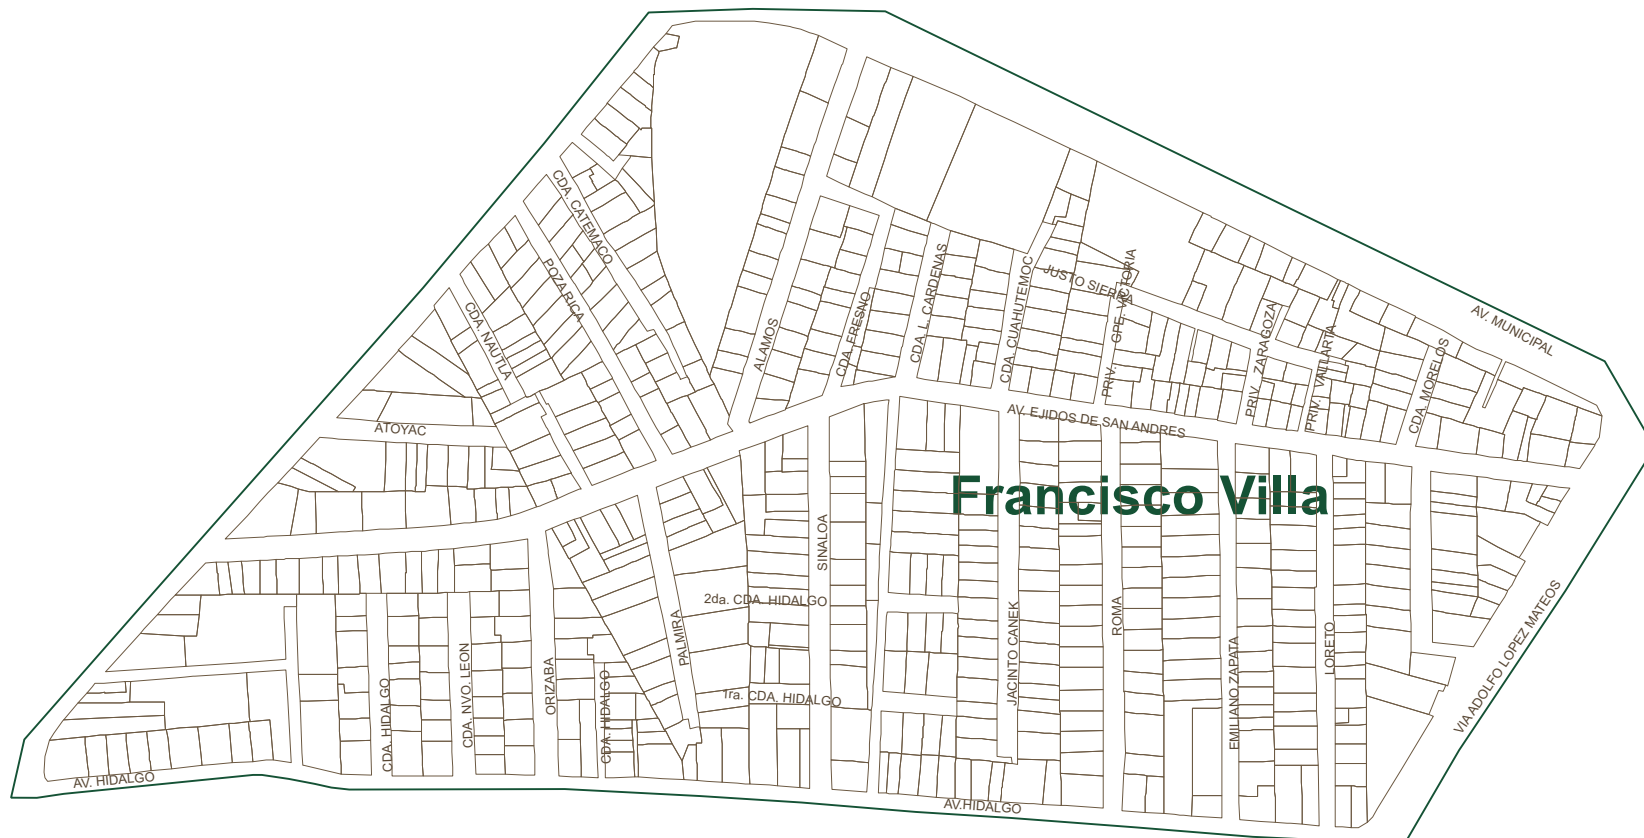 CDA. CATEMACO
POZA RICA
CDA. NAUTLA
ATOYAC
ALAMOS
CDA. FRESNO
CDA. L. CARDENAS
CDA. CUAHUTEMOC
JUSTO SIERRA
PRIV. GPE. VICTORIA
PRIV. ZARAGOZA
PRIV. VALLARTA
CDA. MORELOS
AV. MUNICIPAL
AV. EJIDOS DE SAN ANDRES
Francisco Villa
SINALOA
2da. CDA. HIDALGO
PALMIRA
1ra. CDA. HIDALGO
JACINTO CANEK
ROMA
EMILIANO ZAPATA
LORETO
VIA ADOLFO LOPEZ MATEOS
CDA. HIDALGO
CDA. NVO. LEON
ORIZABA
CDA. HIDALGO
AV. HIDALGO
AV.HIDALGO